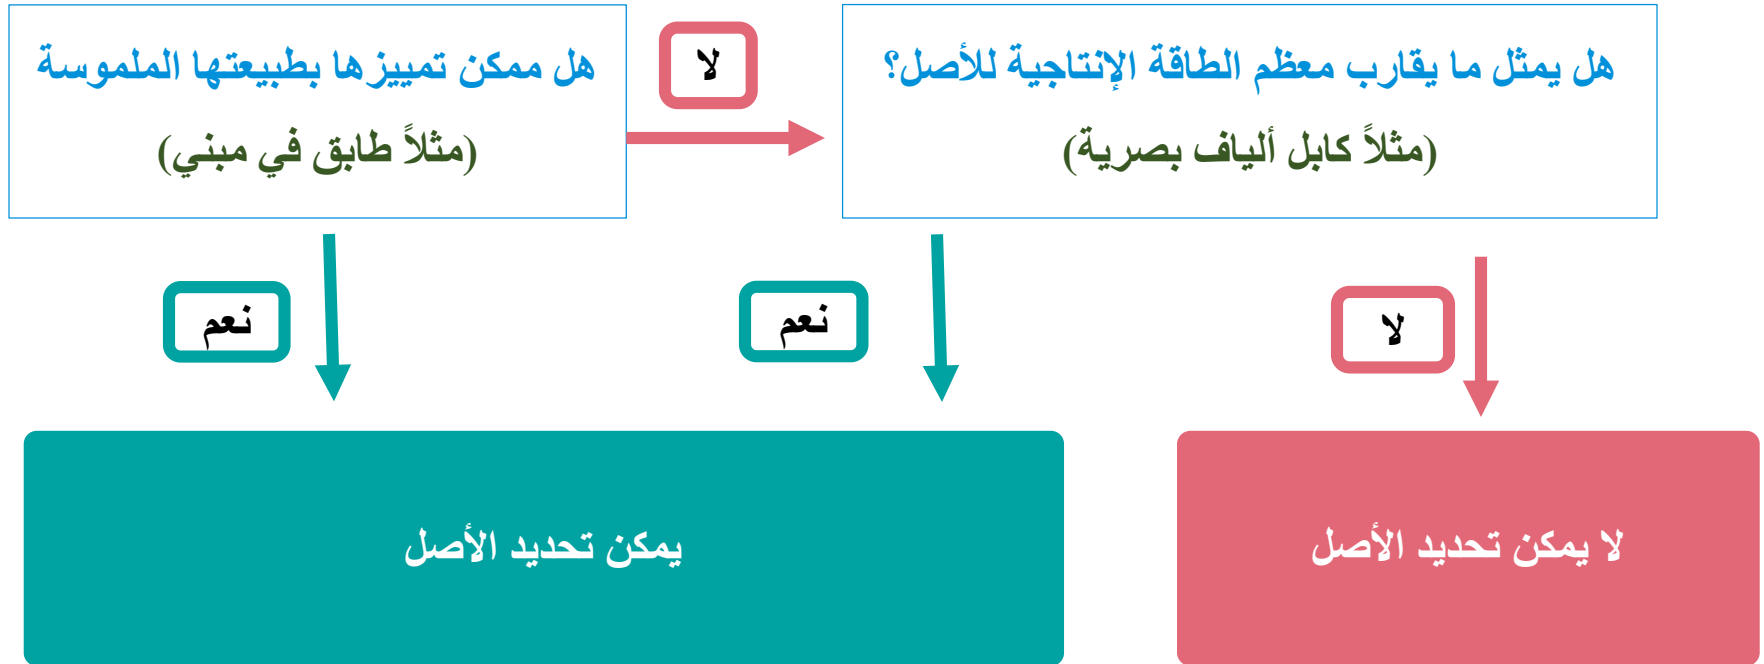 هل ممكن تمييزها بطبيعتها الملموسة
(مثلاً طابق في مبني)
لا
هل يمثل ما يقارب معظم الطاقة الإنتاجية للأصل؟
(مثلاً كابل ألياف بصرية)
نعم
نعم
لا
يمكن تحديد الأصل
لا يمكن تحديد الأصل